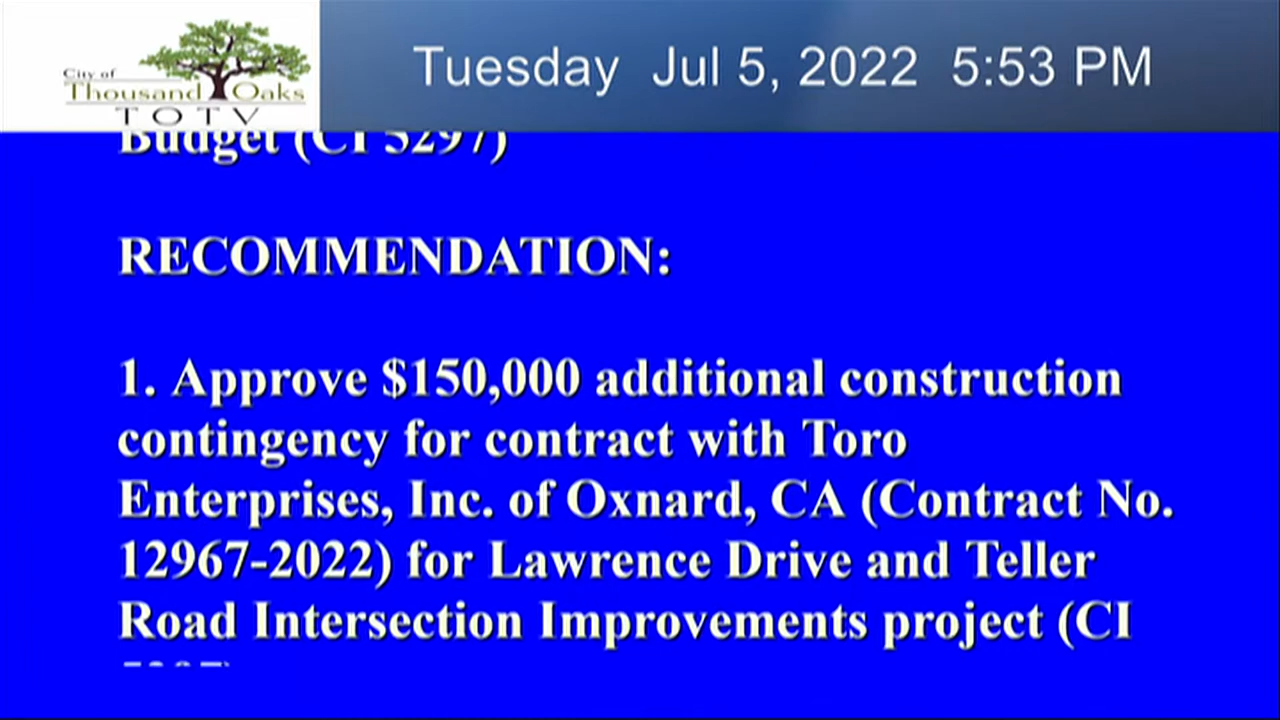 City of
Thousand Oaks
TOTV
Tuesday Jul 5, 2022 5:53 PM
Budget (CI 5297)
RECOMMENDATION:
1. Approve $150,000 additional construction
contingency for contract with Toro
Enterprises, Inc. of Oxnard, CA (Contract No.
12967-2022) for Lawrence Drive and Teller
Road Intersection Improvements project (CI